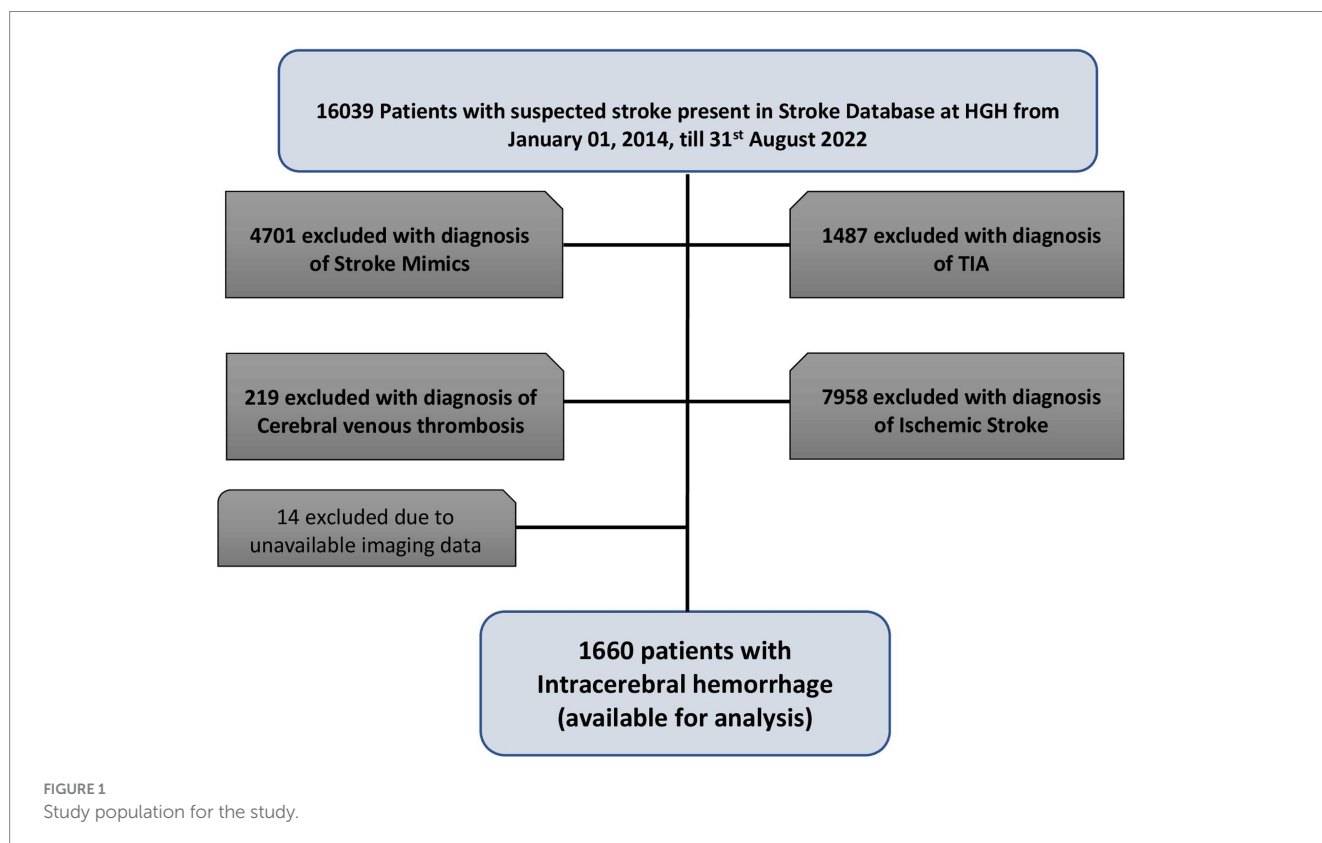 16039 Patients with suspected stroke present in Stroke Database at HGH from
January 01, 2014, till 31st August 2022
4701 excluded with diagnosis
of Stroke Mimics
1487 excluded with diagnosis
of TIA
219 excluded with diagnosis of
Cerebral venous thrombosis
7958 excluded with diagnosis
of Ischemic Stroke
14 excluded due to
unavailable imaging data
1660 patients with
Intracerebral hemorrhage
(available for analysis)
FIGURE 1
Study population for the study.